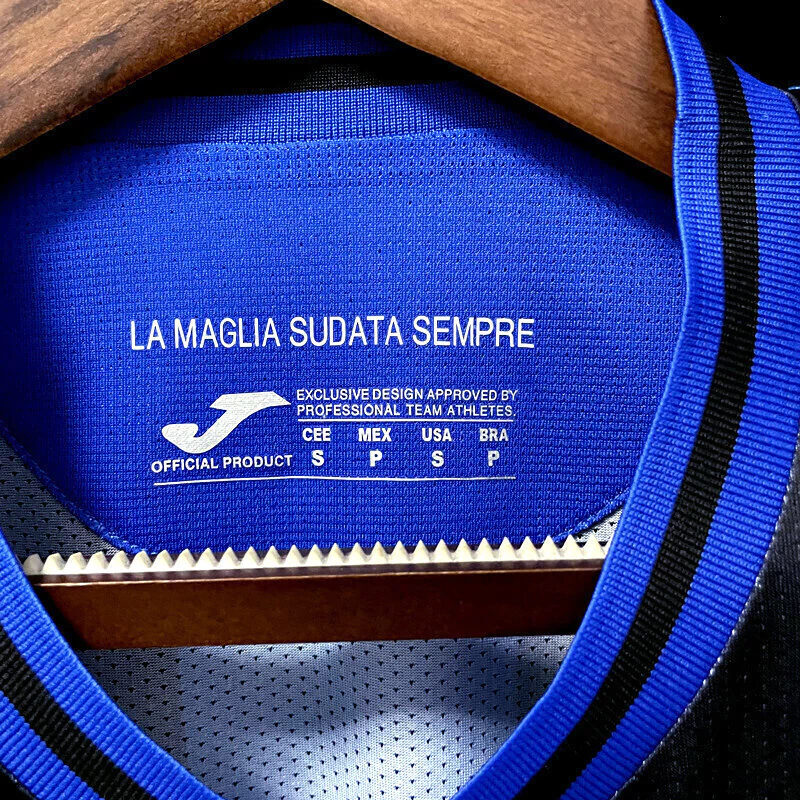 LA MAGLIA SUDATA SEMPRE
EXCLUSIVE DESIGN APPROVED BY
PROFESSIONAL TEAM ATHLETES.
CEE MEX USA BRA
OFFICIAL PRODUCT S P S P